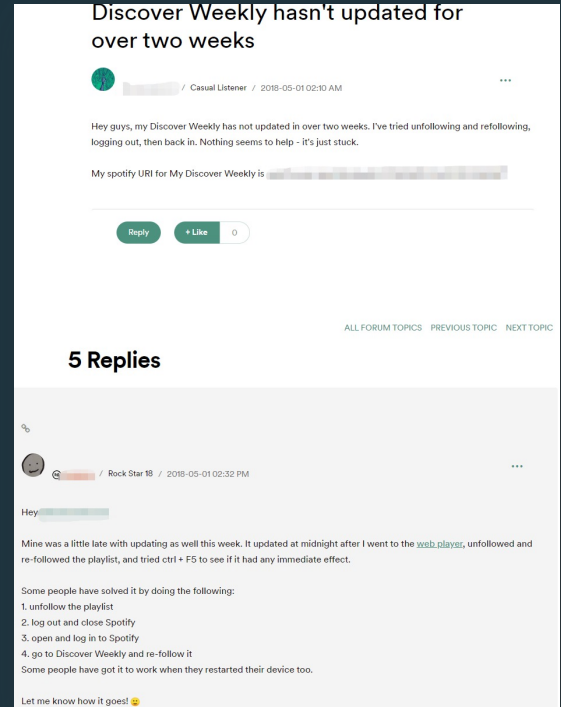 Discover Weekly hasn't updated for
over two weeks
/ Casual Listener / 2018-05-01 02:10 AM
Hey guys, my Discover Weekly has not updated in over two weeks. I've tried unfollowing and refollowing,
logging out, then back in. Nothing seems to help - it's just stuck.
My spotify URI for My Discover Weekly is
Reply + Like 0
ALL FORUM TOPICS PREVIOUS TOPIC NEXT TOPIC
5 Replies
/ Rock Star 18 / 2018-05-01 02:32 PM
Hey
Mine was a little late with updating as well this week. It updated at midnight after I went to the web player, unfollowed and
re-followed the playlist, and tried ctrl + F5 to see if it had any immediate effect.
Some people have solved it by doing the following:
1. unfollow the playlist
2. log out and close Spotify
3. open and log in to Spotify
4. go to Discover Weekly and re-follow it
Some people have got it to work when they restarted their device too.
Let me know how it goes! 🙂